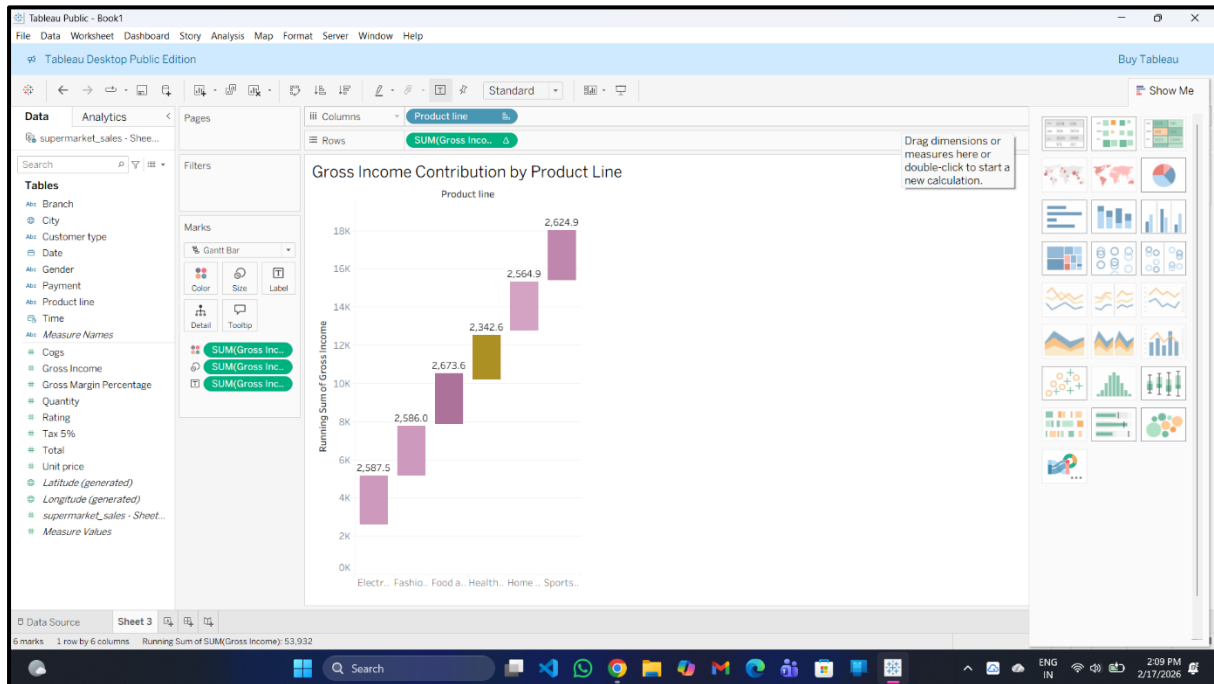 Tableau Public - Book1
File Data Worksheet Dashboard Story Analysis Map Format Server Window Help
Tableau Desktop Public Edition
Buy Tableau
Standard
Show Me
Data Analytics
Pages
Columns
Product line
supermarket_sales - Shee...
Rows
SUM(Gross Inco..
Drag dimensions or
measures here or
double-click to start a
new calculation.
Search
Filters
Tables
Abc Branch
City
Abc Customer type
Date
Abc Gender
Abc Payment
Abc Product line
Time
Abc Measure Names
# Cogs
# Gross Income
# Gross Margin Percentage
# Quantity
# Rating
# Tax 5%
# Total
# Unit price
Latitude (generated)
Longitude (generated)
# supermarket_sales - Sheet...
# Measure Values
Marks
Gantt Bar
Color Size Label
Detail Tooltip
SUM(Gross Inc..
SUM(Gross Inc..
SUM(Gross Inc..
Gross Income Contribution by Product Line
Product line
Running Sum of Gross Income
18K
16K
14K
12K
10K
8K
6K
4K
2K
0K
2,587.5
2,586.0
2,673.6
2,342.6
2,564.9
2,624.9
Electr.. Fashio.. Food a.. Health.. Home .. Sports..
Data Source Sheet 3
6 marks 1 row by 6 columns Running Sum of SUM(Gross Income): 53,932
Search
ENG
IN
2:09 PM
2/17/2026